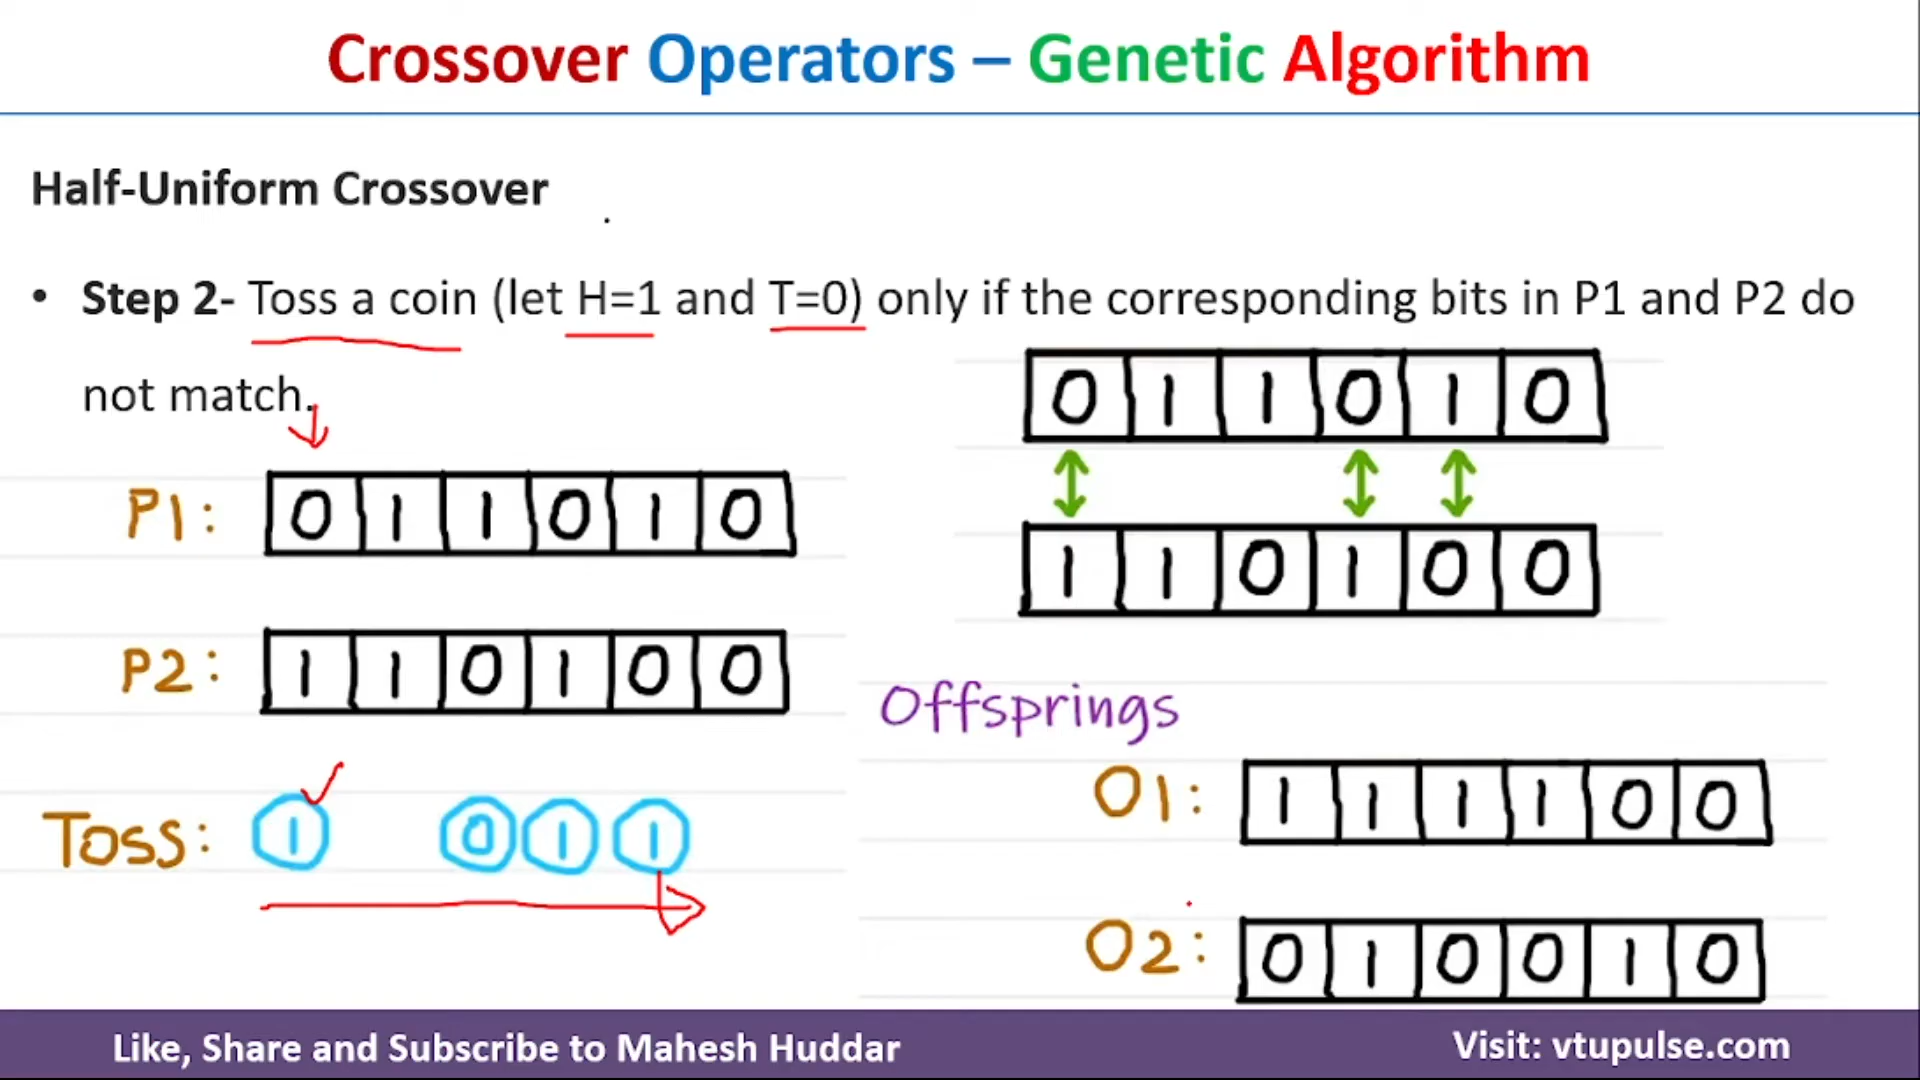 Crossover Operators – Genetic Algorithm
Half-Uniform Crossover
• Step 2- Toss a coin (let H=1 and T=0) only if the corresponding bits in P1 and P2 do
not match.
0 1 1 0 1 0
1 1 0 1 0 0
P1: 0 1 1 0 1 0
P2: 1 1 0 1 0 0
Toss: 1 0 1 1
Offsprings
O1: 1 1 1 1 0 0
O2: 0 1 0 0 1 0
Like, Share and Subscribe to Mahesh Huddar
Visit: vtupulse.com